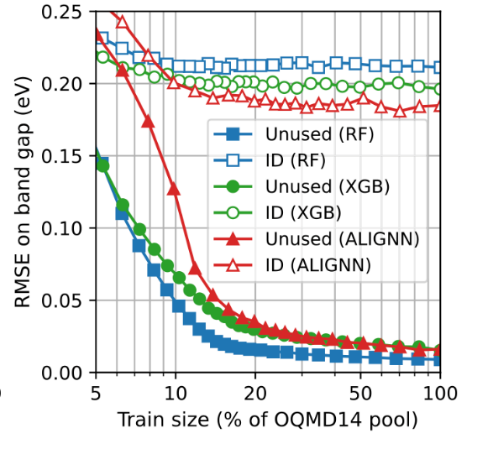 0.25
0.20
0.15
0.10
0.05
0.00
RMSE on band gap (eV)
Unused (RF)
ID (RF)
Unused (XGB)
ID (XGB)
Unused (ALIGNN)
ID (ALIGNN)
5 10 20 50 100
Train size (% of OQMD14 pool)